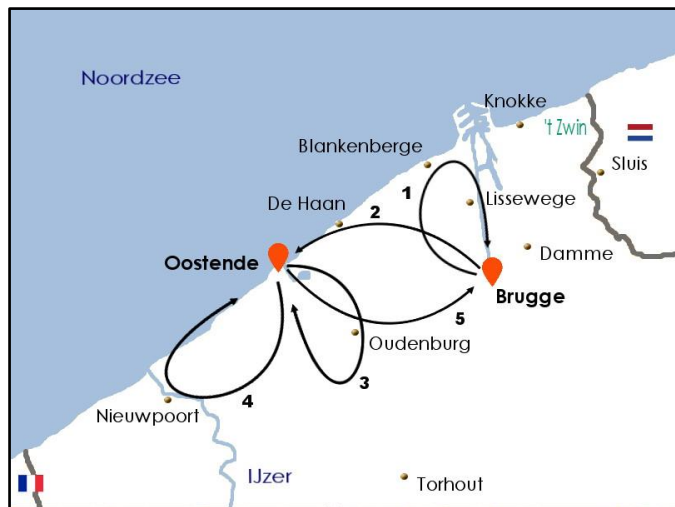 Noordzee
Knokke
't Zwin
Blankenberge
Sluis
1
Lissewege
De Haan
2
Damme
Oostende
Brugge
5
Oudenburg
3
4
Nieuwpoort
IJzer
Torhout